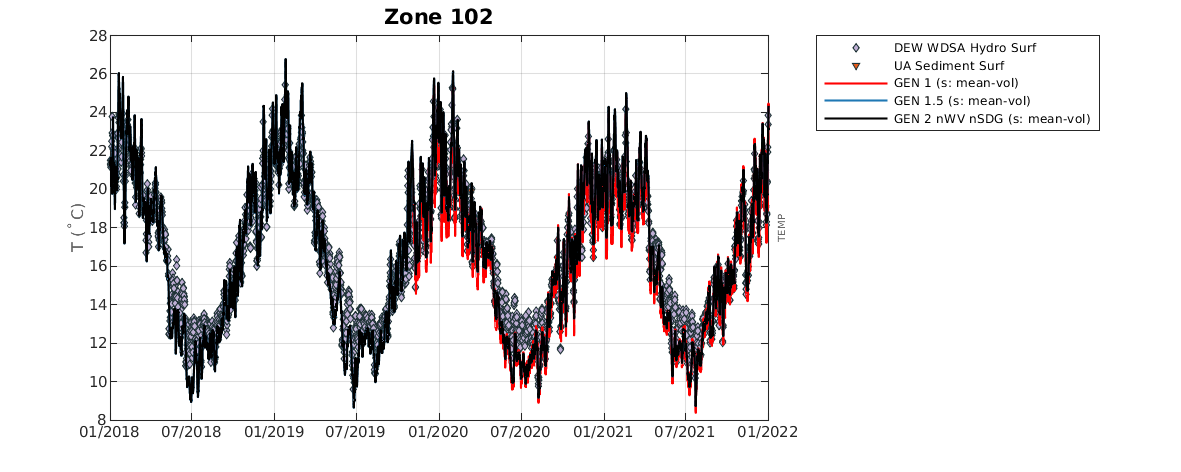 Zone 102
28
26
24
22
20
18
16
14
12
10
8
T (°C)
01/2018 07/2018 01/2019 07/2019 01/2020 07/2020 01/2021 07/2021 01/2022
TEMP
DEW WDSA Hydro Surf
UA Sediment Surf
GEN 1 (s: mean-vol)
GEN 1.5 (s: mean-vol)
GEN 2 nWV nSDG (s: mean-vol)